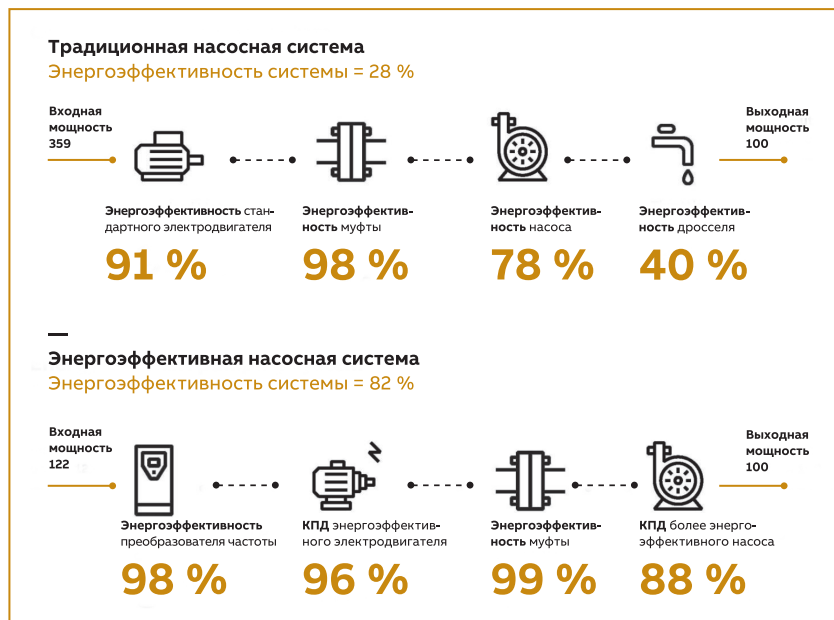 Традиционная насосная система
Энергоэффективность системы = 28 %
Входная
мощность
359
Выходная
мощность
100
Энергоэффективность стан-
дартного электродвигателя
91 %
Энергоэффектив-
ность муфты
98 %
Энергоэффектив-
ность насоса
78 %
Энергоэффектив-
ность дросселя
40 %
Энергоэффективная насосная система
Энергоэффективность системы = 82 %
Входная
мощность
122
Выходная
мощность
100
Энергоэффективность
преобразователя частоты
98 %
КПД энергоэффектив-
ного электродвигателя
96 %
Энергоэффектив-
ность муфты
99 %
КПД более энерго-
эффективного насоса
88 %